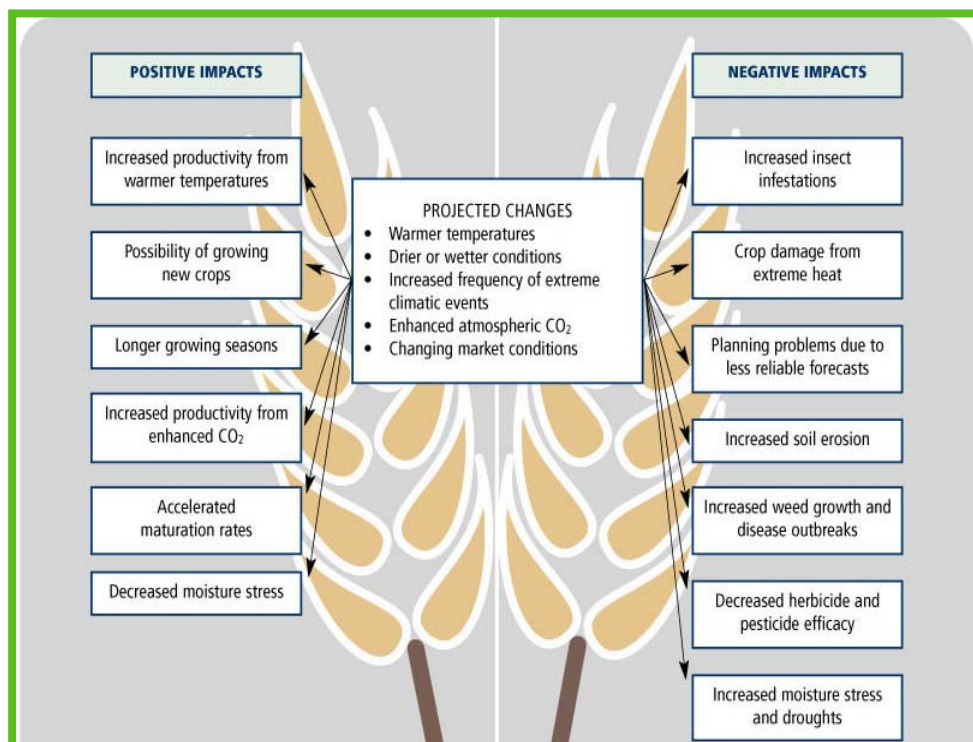 POSITIVE IMPACTS
Increased productivity from
warmer temperatures
Possibility of growing
new crops
Longer growing seasons
Increased productivity from
enhanced CO₂
Accelerated
maturation rates
Decreased moisture stress
PROJECTED CHANGES
• Warmer temperatures
• Drier or wetter conditions
• Increased frequency of extreme
climatic events
• Enhanced atmospheric CO₂
• Changing market conditions
NEGATIVE IMPACTS
Increased insect
infestations
Crop damage from
extreme heat
Planning problems due to
less reliable forecasts
Increased soil erosion
Increased weed growth and
disease outbreaks
Decreased herbicide and
pesticide efficacy
Increased moisture stress
and droughts